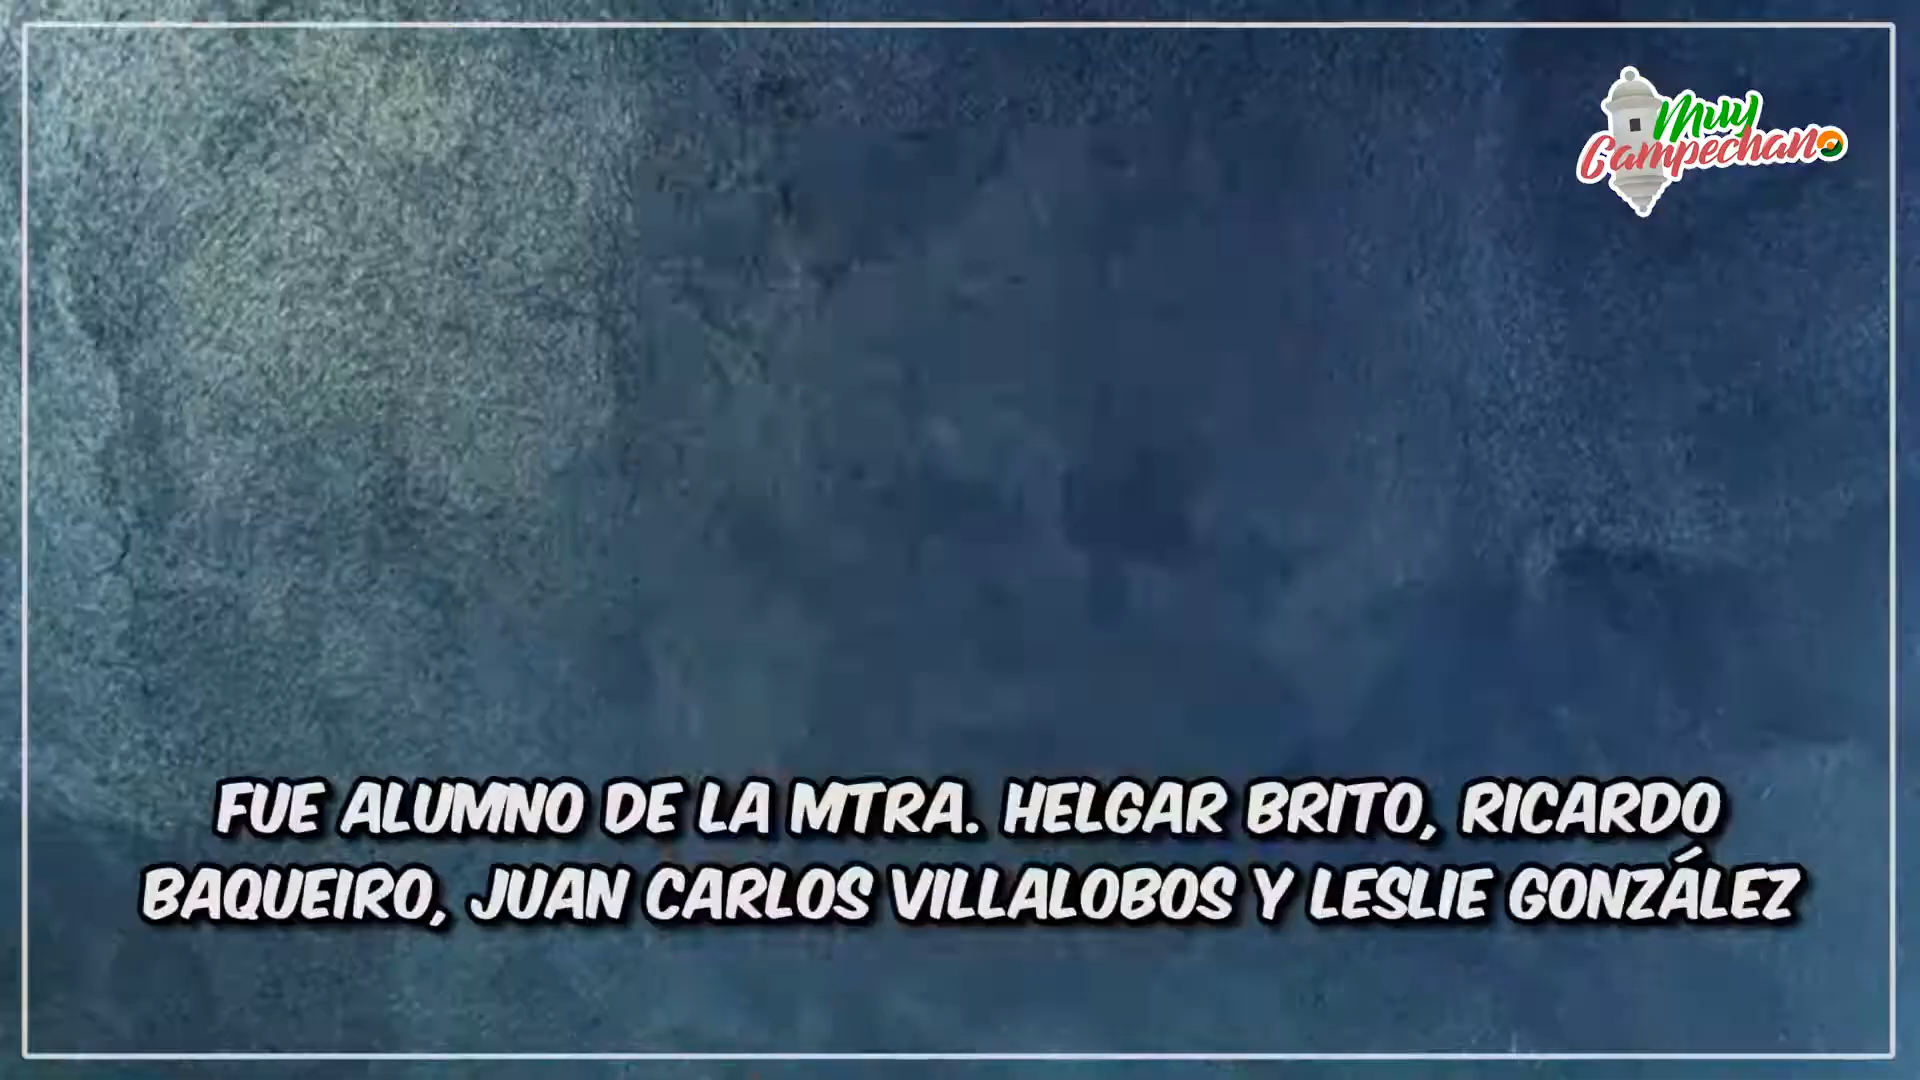 Muy
Campechano
FUE ALUMNO DE LA MTRA. HELGAR BRITO, RICARDO
BAQUEIRO, JUAN CARLOS VILLALOBOS Y LESLIE GONZÁLEZ